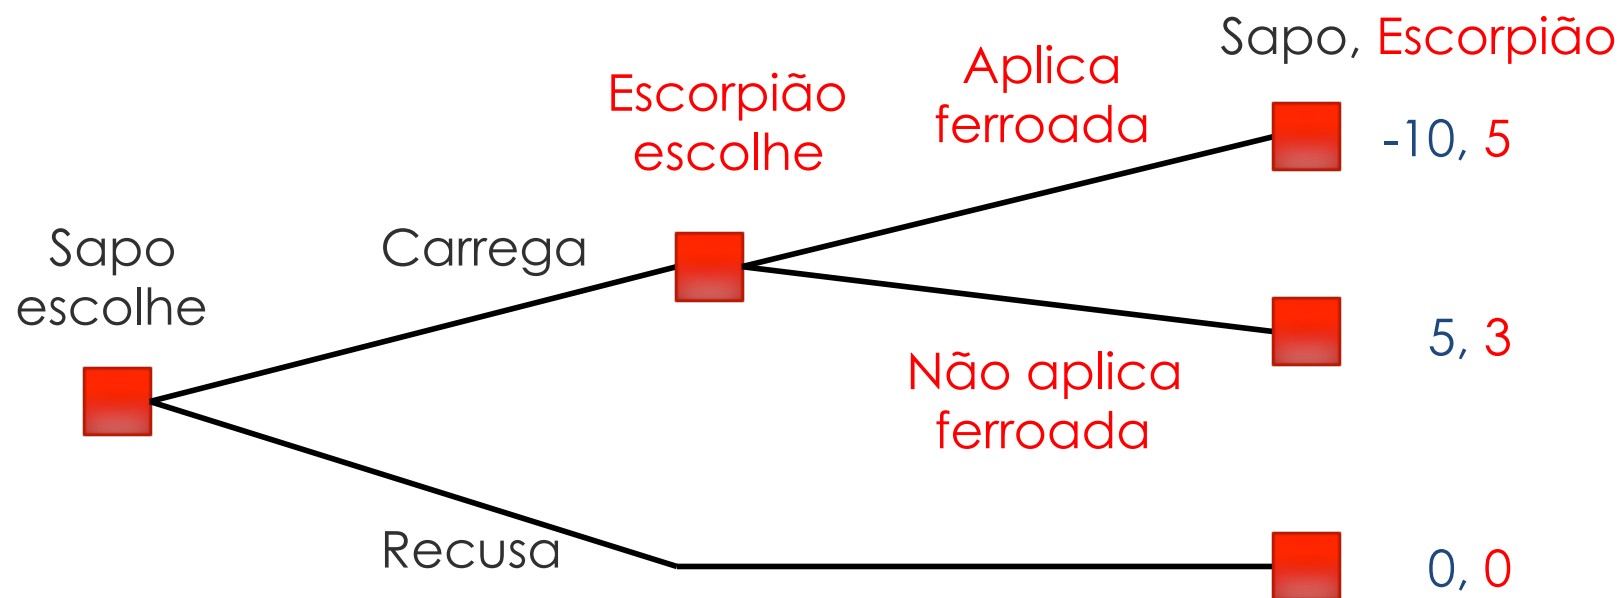 Sapo, Escorpião
Aplica
ferroada
Escorpião
escolhe
-10, 5
Sapo
escolhe
Carrega
5, 3
Não aplica
ferroada
Recusa
0, 0